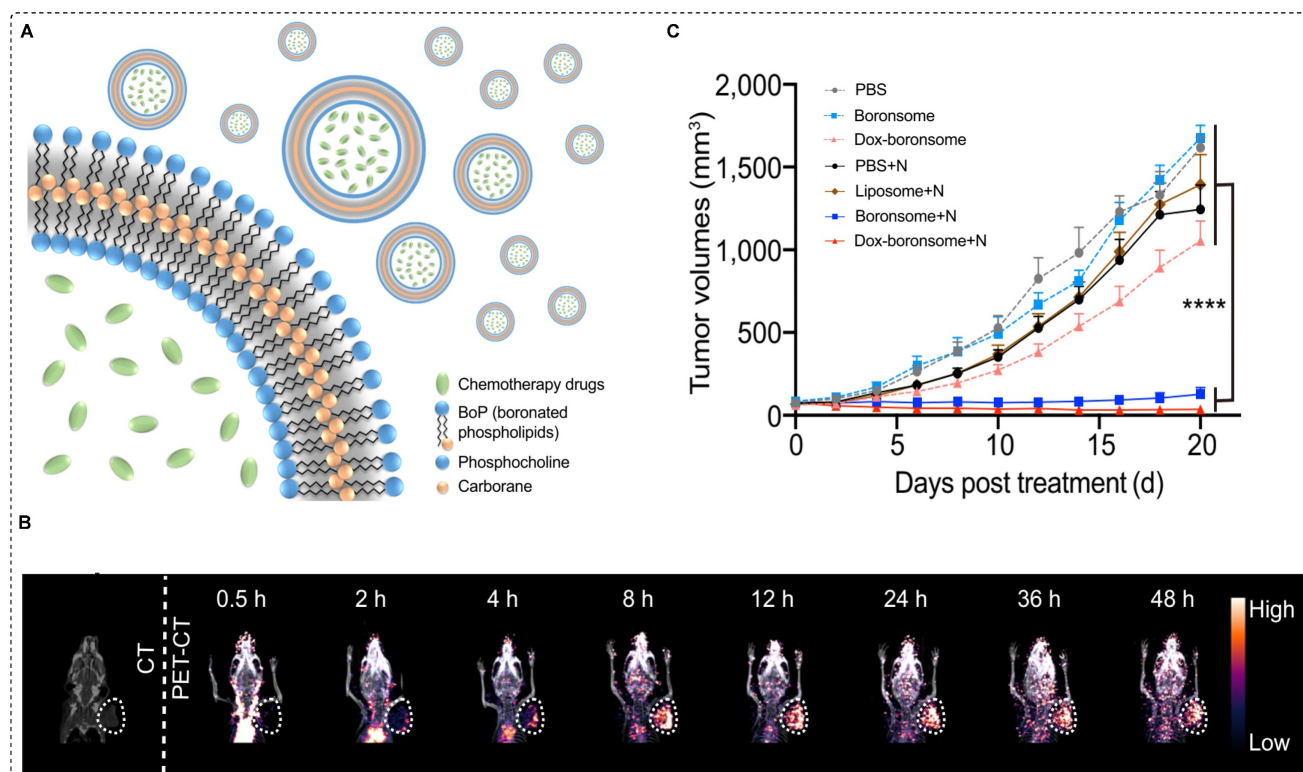 A
Chemotherapy drugs
BoP (boronated
phospholipids)
Phosphocholine
Carborane
C
Tumor volumes (mm³)
2,000
1,500
1,000
500
0
PBS
Boronsome
Dox-boronsome
PBS+N
Liposome+N
Boronsome+N
Dox-boronsome+N
****
0
5
10
15
20
Days post treatment (d)
B
CT
PET-CT
0.5 h
2 h
4 h
8 h
12 h
24 h
36 h
48 h
High
Low